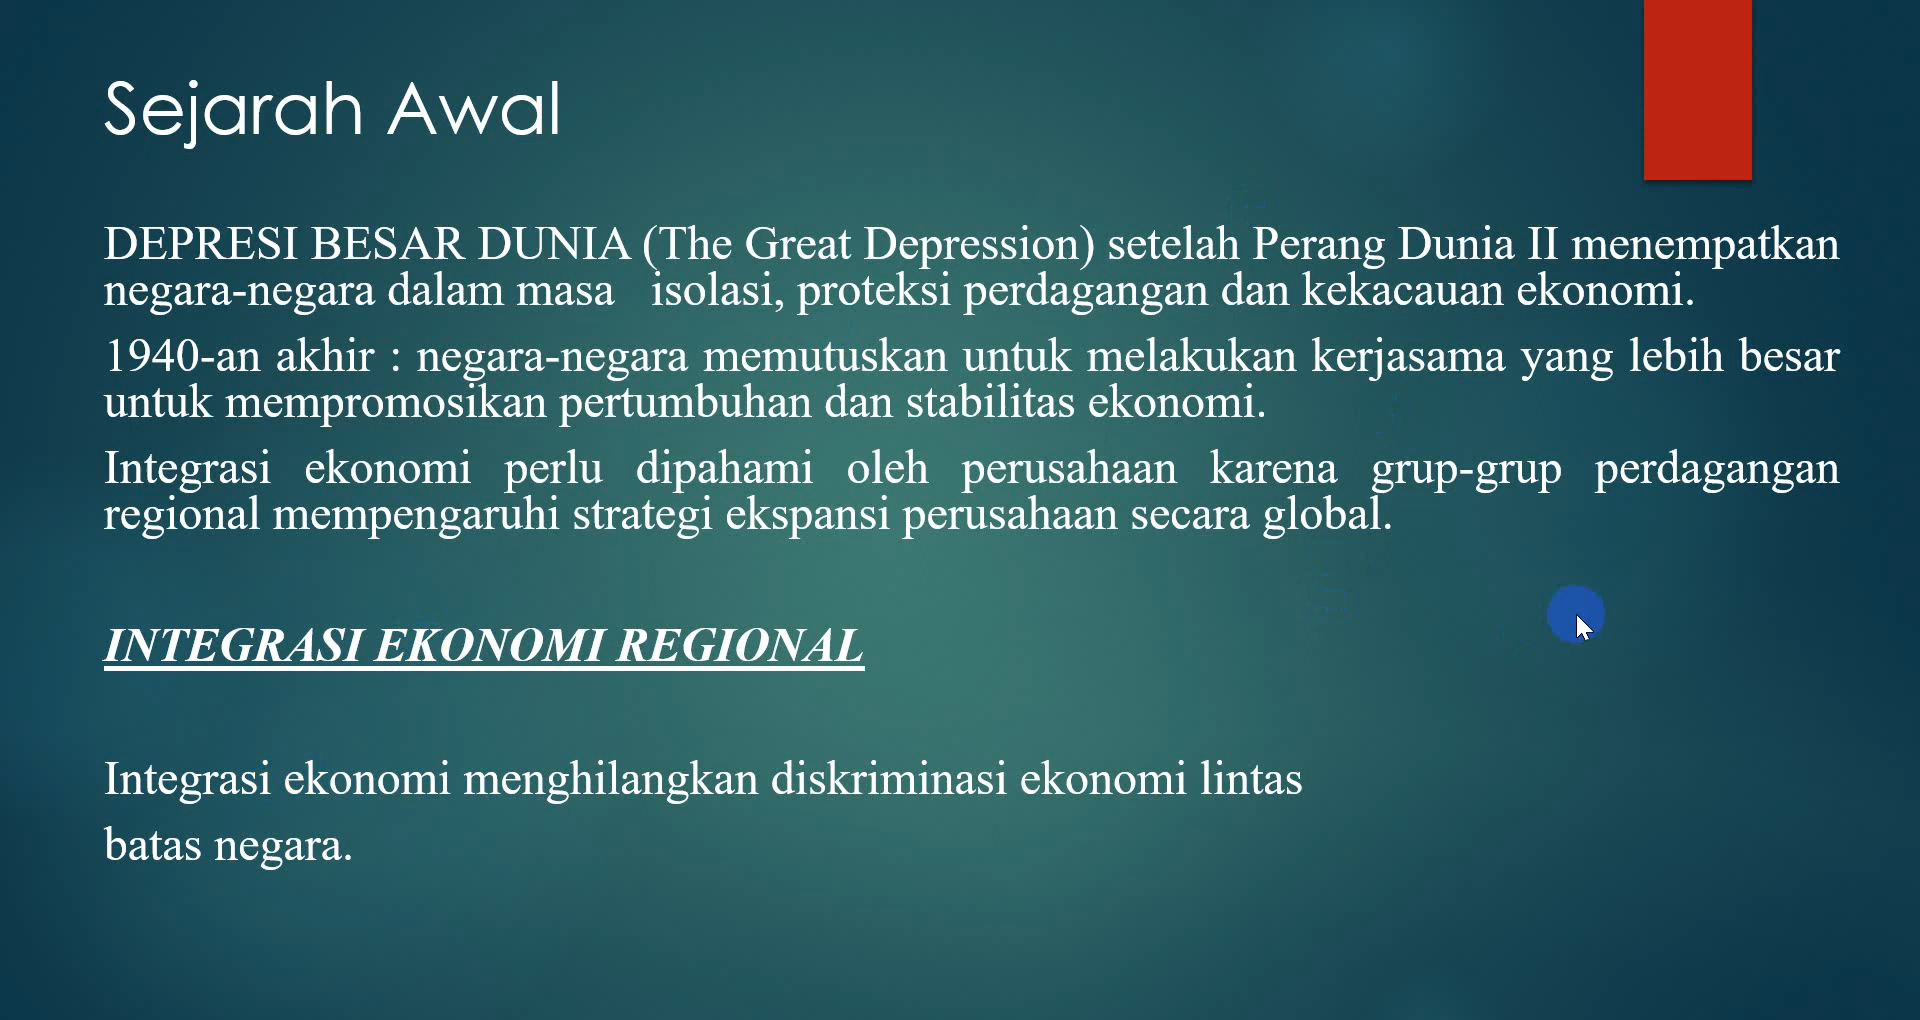 Sejarah Awal
DEPRESI BESAR DUNIA (The Great Depression) setelah Perang Dunia II menempatkan
negara-negara dalam masa   isolasi, proteksi perdagangan dan kekacauan ekonomi.
1940-an akhir : negara-negara memutuskan untuk melakukan kerjasama yang lebih besar
untuk mempromosikan pertumbuhan dan stabilitas ekonomi.
Integrasi ekonomi perlu dipahami oleh perusahaan karena grup-grup perdagangan
regional mempengaruhi strategi ekspansi perusahaan secara global.
INTEGRASI EKONOMI REGIONAL
Integrasi ekonomi menghilangkan diskriminasi ekonomi lintas
batas negara.